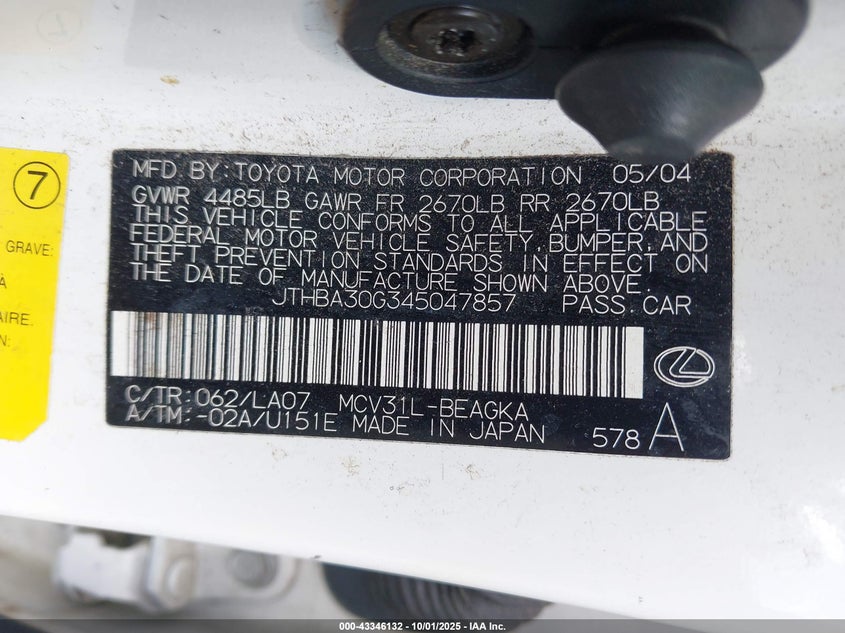 MFD BY: TOYOTA MOTOR CORPORATION 05/04
GVWR 4485LB GAWR FR 2670LB RR 2670LB
THIS VEHICLE CONFORMS TO ALL APPLICABLE
FEDERAL MOTOR VEHICLE SAFETY, BUMPER, AND
THEFT PREVENTION STANDARDS IN EFFECT ON
THE DATE OF MANUFACTURE SHOWN ABOVE.
JTHBA30G345047857 PASS.CAR
C/TR: 062/LA07 MCV31L-BEAGKA
A/TM: -02A/U151E MADE IN JAPAN 578 A
7
GRAVE:
À
AIRE.
N:
000-43346132 - 10/01/2025 - IAA Inc.